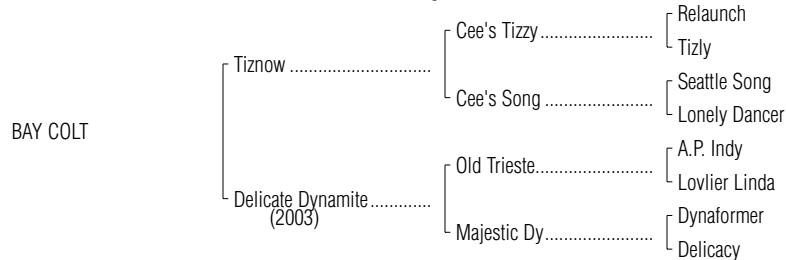 Relaunch
Cee's Tizzy........................
Tizly
Tiznow ..............................
Seattle Song
Cee's Song .......................
Lonely Dancer
BAY COLT
A.P. Indy
Old Trieste.........................
Lovlier Linda
Delicate Dynamite.............
(2003)
Dynaformer
Majestic Dy.......................
Delicacy